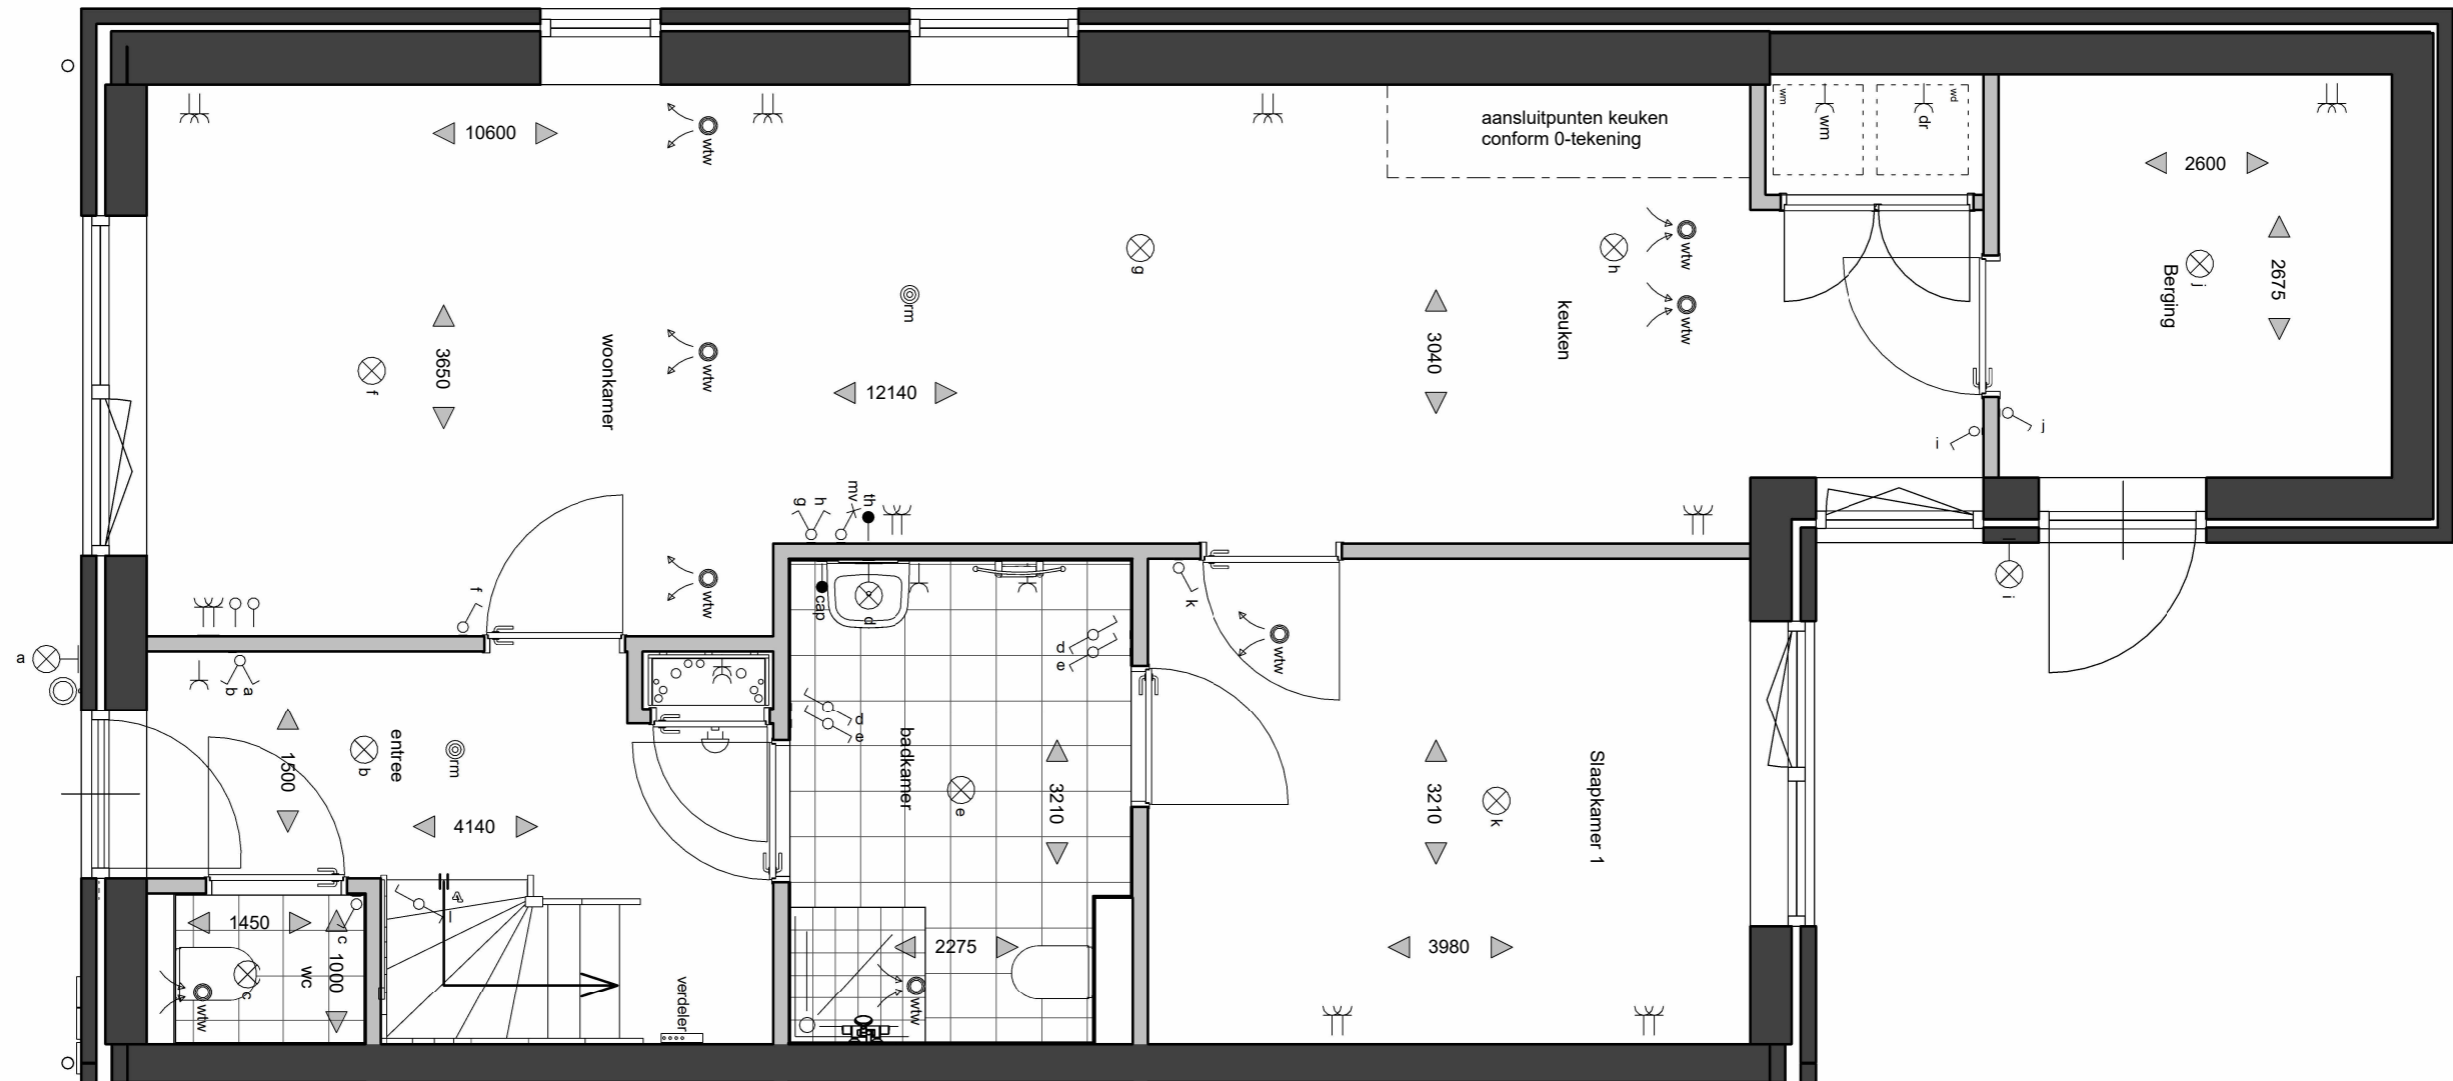 aansluitpunten keuken
conform 0-tekening
wm
wd
wm
dr
10600
wtw
2600
g
h
wtw
Berging
j
2675
rm
wtw
keuken
3040
woonkamer
3650
f
wtw
12140
j
i
g
h
mv
th
i
f
wtw
cap
d
k
wtw
d
e
a
b
a
d
e
entree
b
rm
1500
badkamer
e
3210
3210
k
Slaapkamer 1
4140
1450
c
1000
wc
c
wtw
l
verdeler
2275
wtw
3980